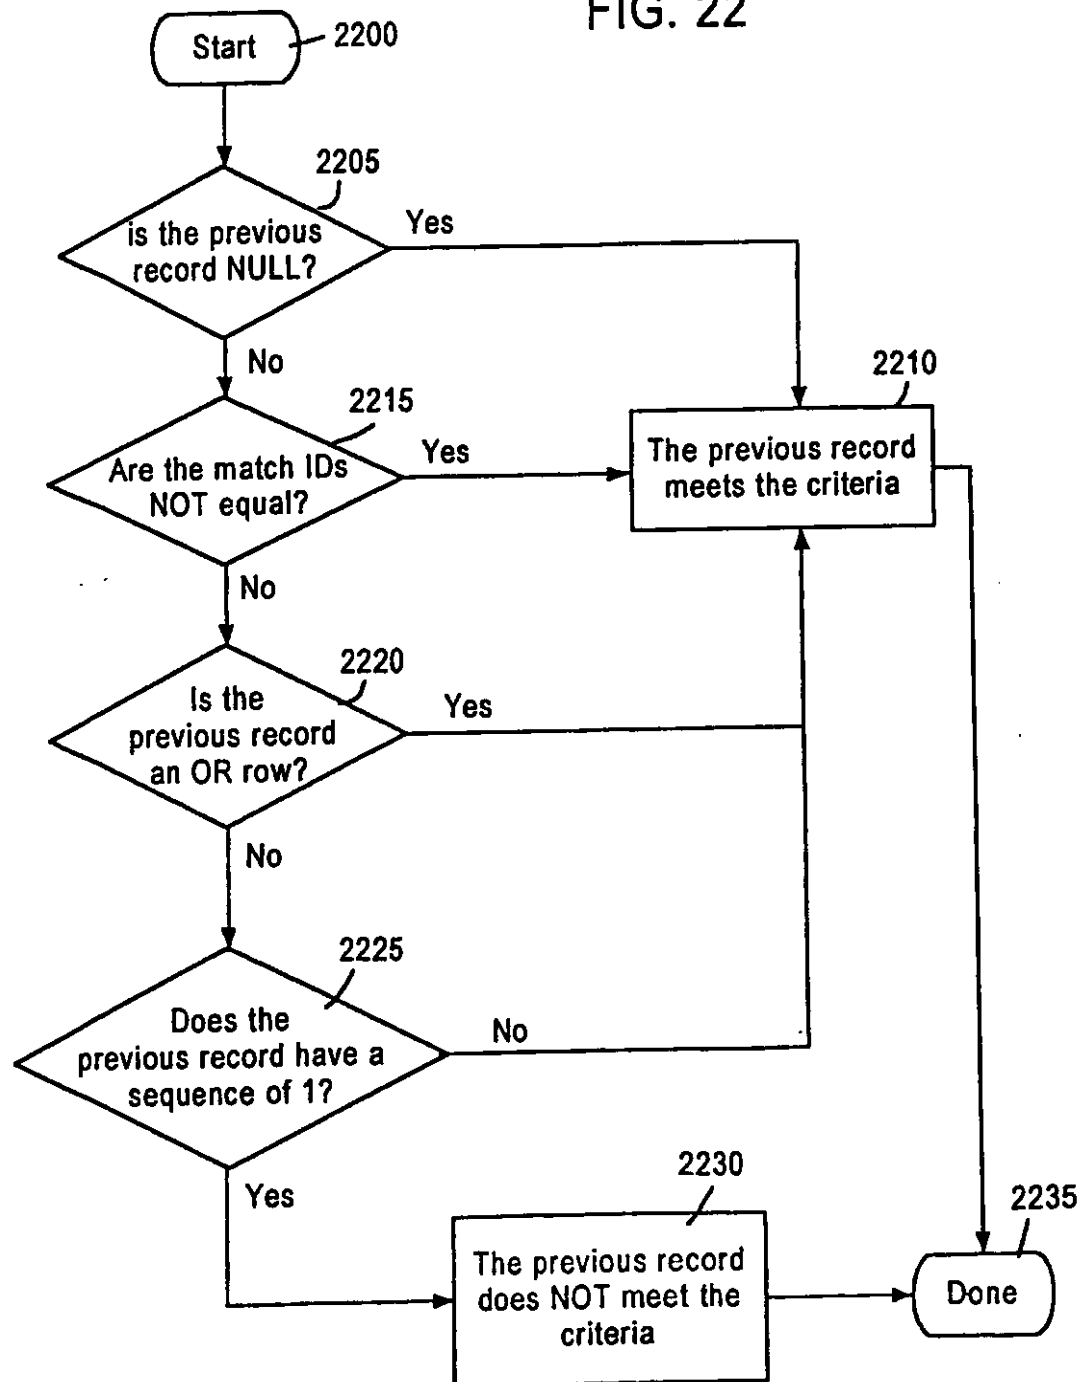 FIG. 22
Start
2200
2205
is the previous
record NULL?
Yes
No
2210
The previous record
meets the criteria
2215
Are the match IDs
NOT equal?
Yes
No
2220
Is the
previous record
an OR row?
Yes
No
2225
Does the
previous record have a
sequence of 1?
No
Yes
2230
The previous record
does NOT meet the
criteria
2235
Done